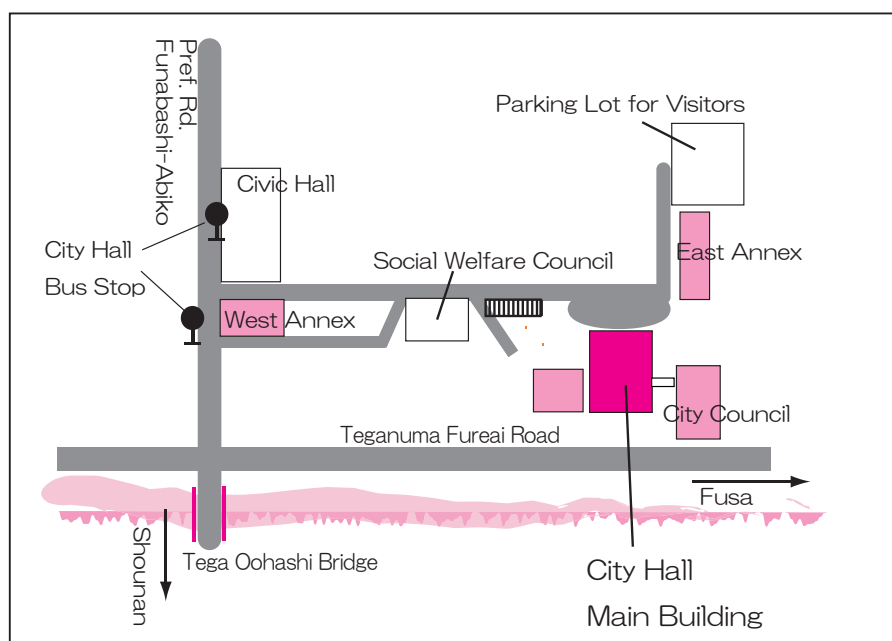 Pref. Rd.
Funabashi-Abiko
Parking Lot for Visitors
Civic Hall
City Hall
Bus Stop
Social Welfare Council
East Annex
West Annex
City Council
Teganuma Fureai Road
Fusa
Shounan
Tega Oohashi Bridge
City Hall
Main Building